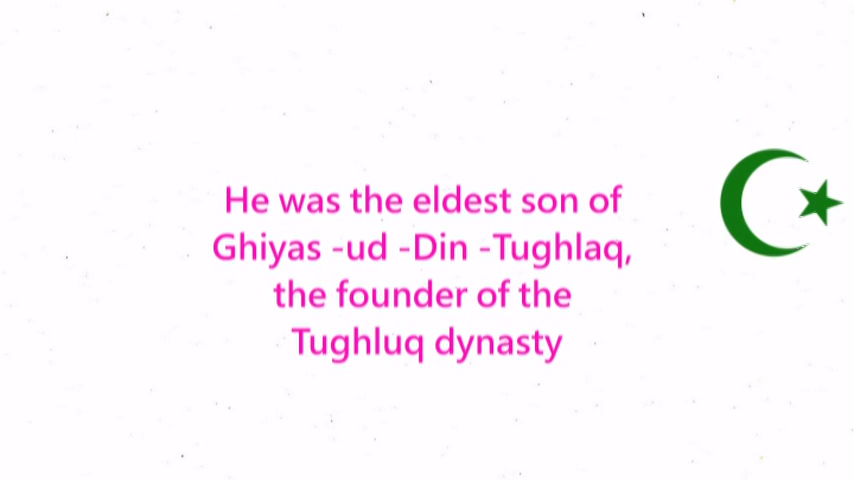 He was the eldest son of
Ghiyas -ud -Din -Tughlaq,
the founder of the
Tughluq dynasty